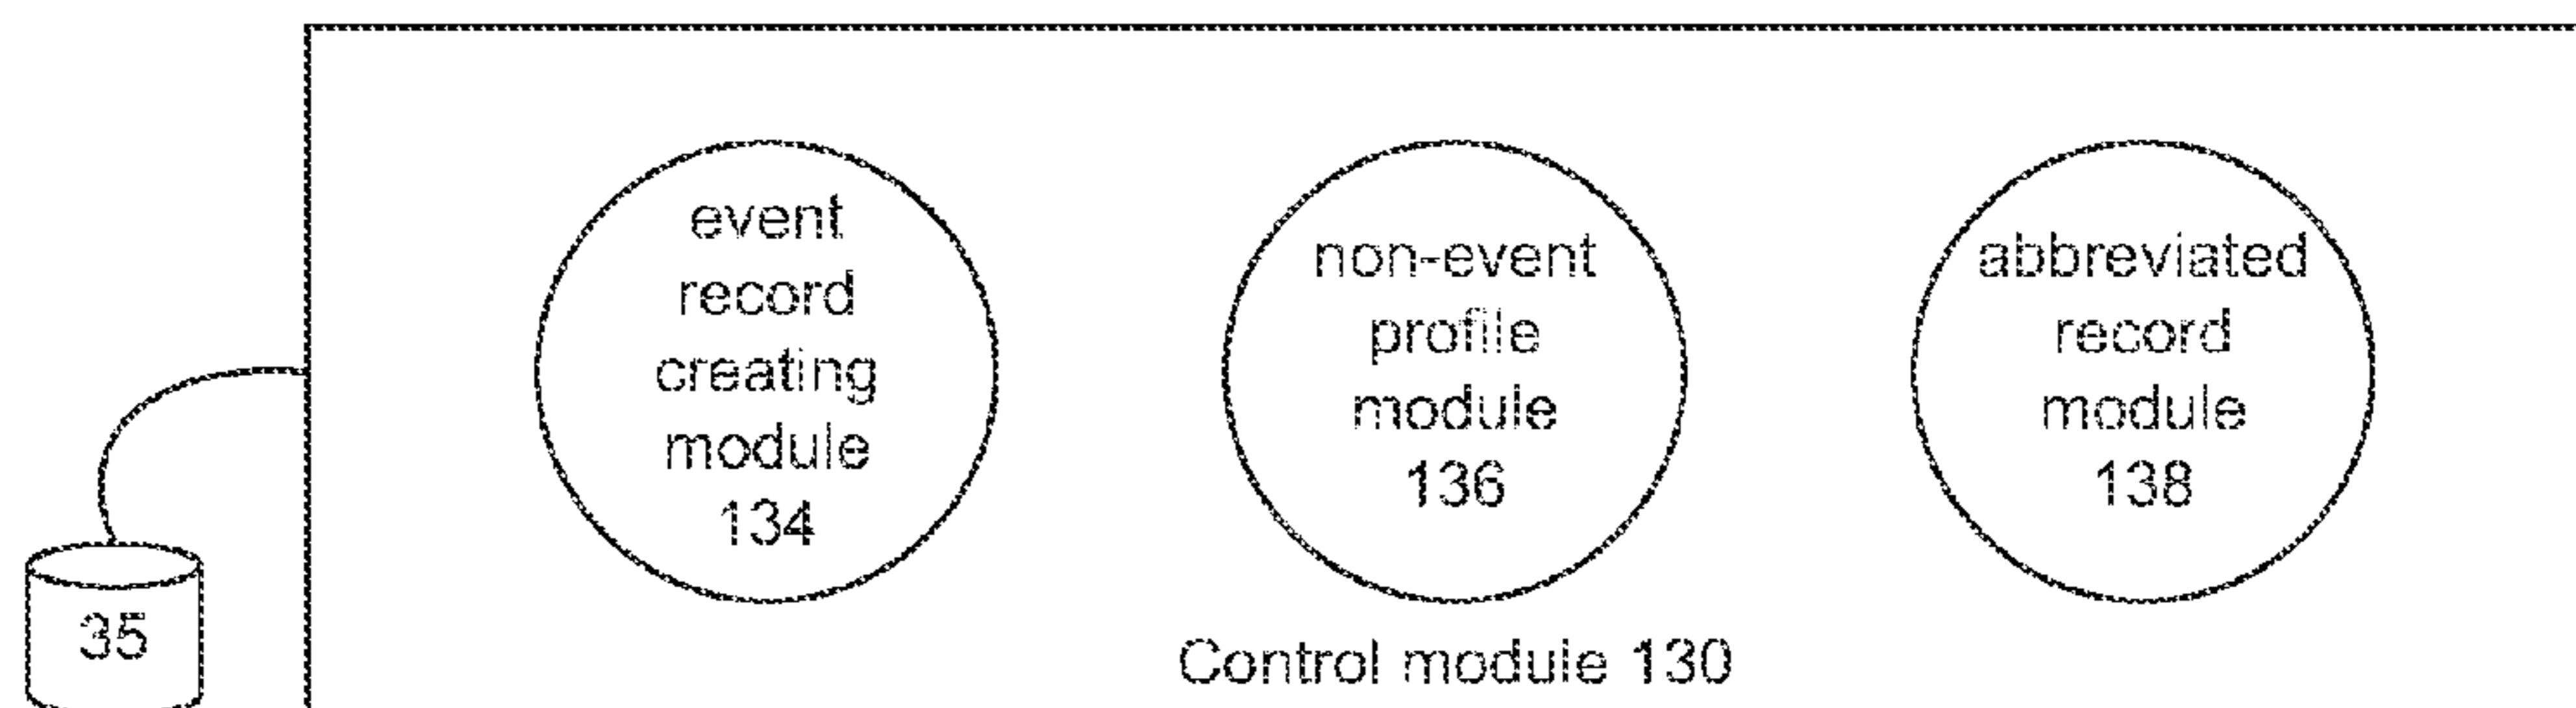 event
record
creating
module
134
non-event
profile
module
136
abbreviated
record
module
138
35
Control module 130